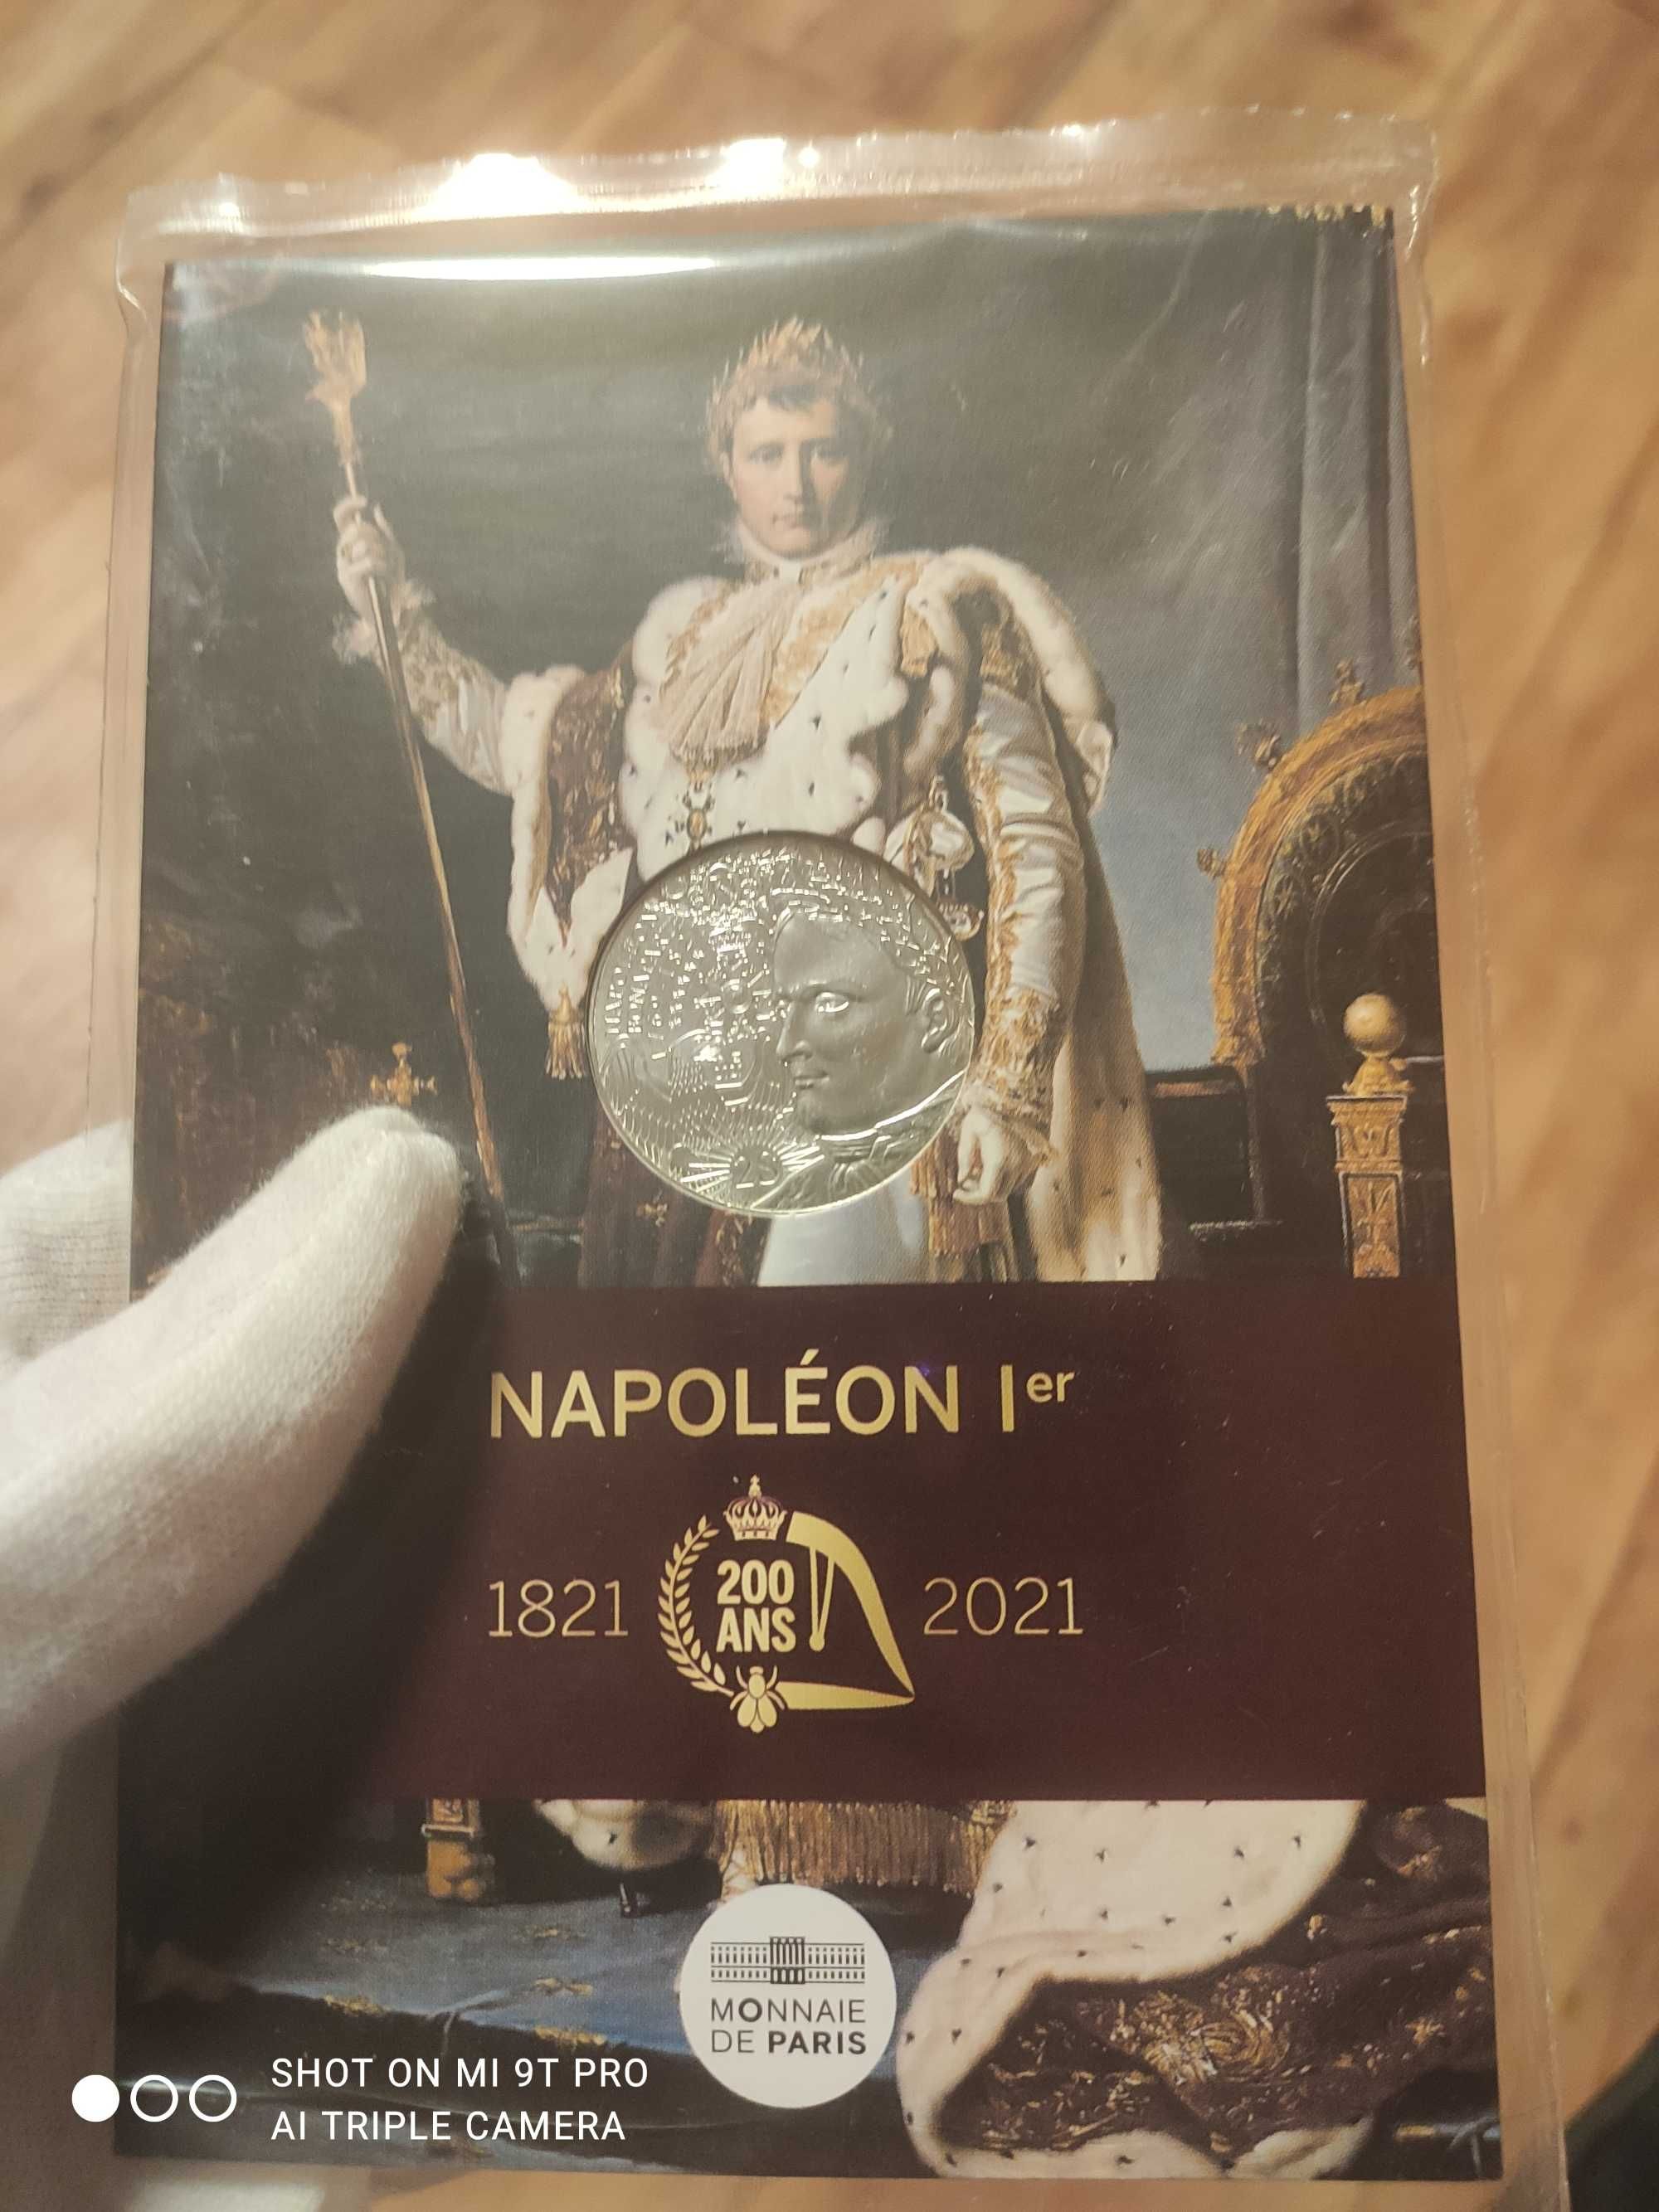 NAPOLÉON Ier
1821
200
ANS
2021
MONNAIE
DE PARIS
SHOT ON MI 9T PRO
AI TRIPLE CAMERA